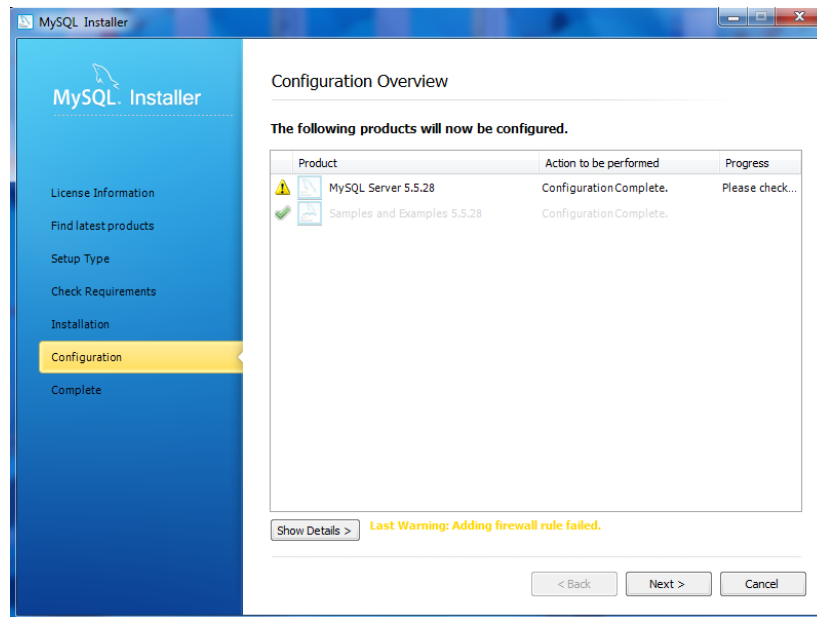 MySQL Installer
MySQL. Installer
License Information
Find latest products
Setup Type
Check Requirements
Installation
Configuration
Complete
Configuration Overview
The following products will now be configured.
Product Action to be performed Progress
MySQL Server 5.5.28 Configuration Complete. Please check...
Samples and Examples 5.5.28 Configuration Complete.
Show Details > Last Warning: Adding firewall rule failed.
< Back Next > Cancel